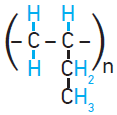 H H
( – C – C – )n
H CH2
CH3